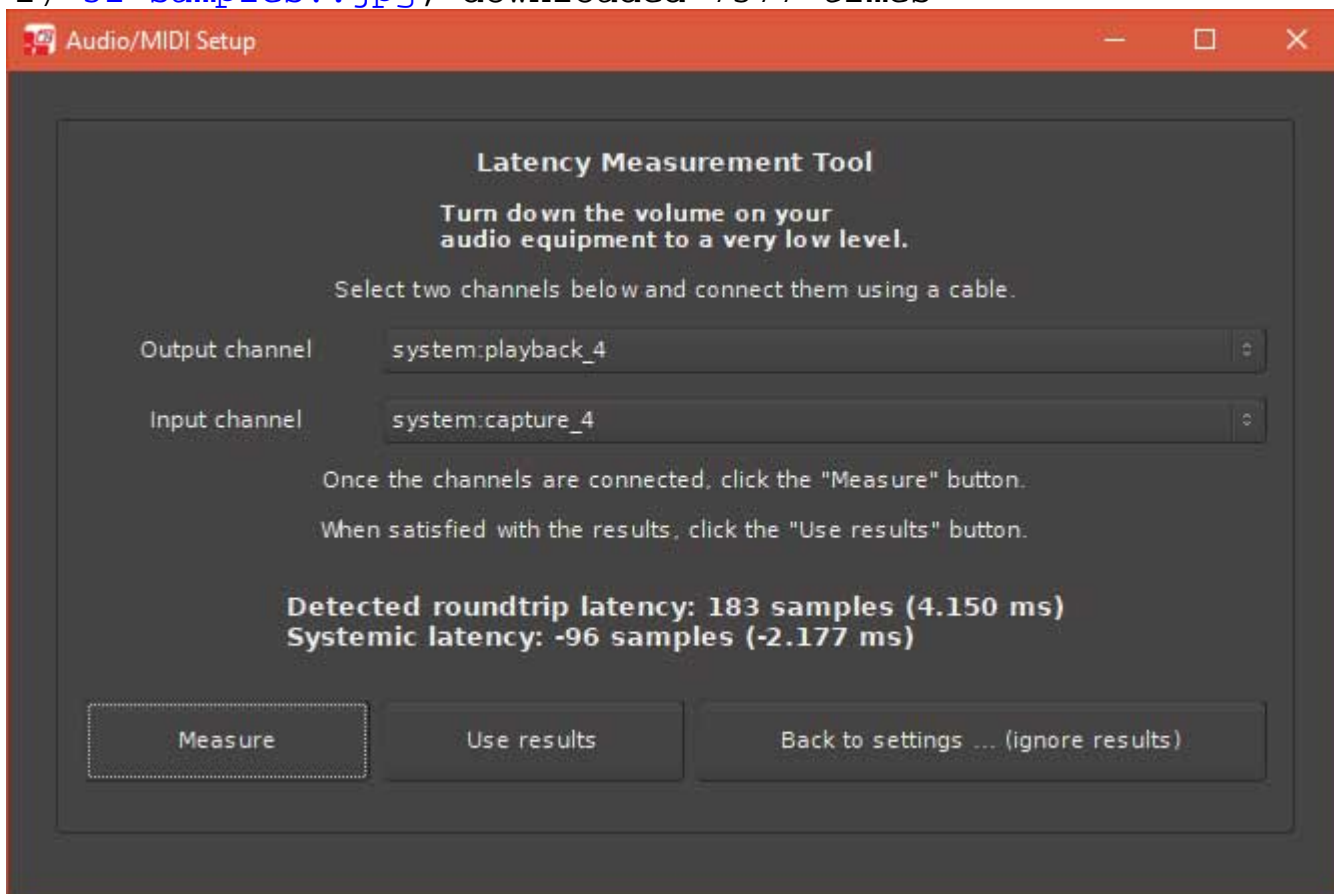 samples..jpg, downloaded times
Audio/MIDI Setup
Latency Measurement Tool
Turn down the volume on your
audio equipment to a very low level.
Select two channels below and connect them using a cable.
Output channel system:playback_4
Input channel system:capture_4
Once the channels are connected, click the "Measure" button.
When satisfied with the results, click the "Use results" button.
Detected roundtrip latency: 183 samples (4.150 ms)
Systemic latency: -96 samples (-2.177 ms)
Measure Use results Back to settings ... (ignore results)